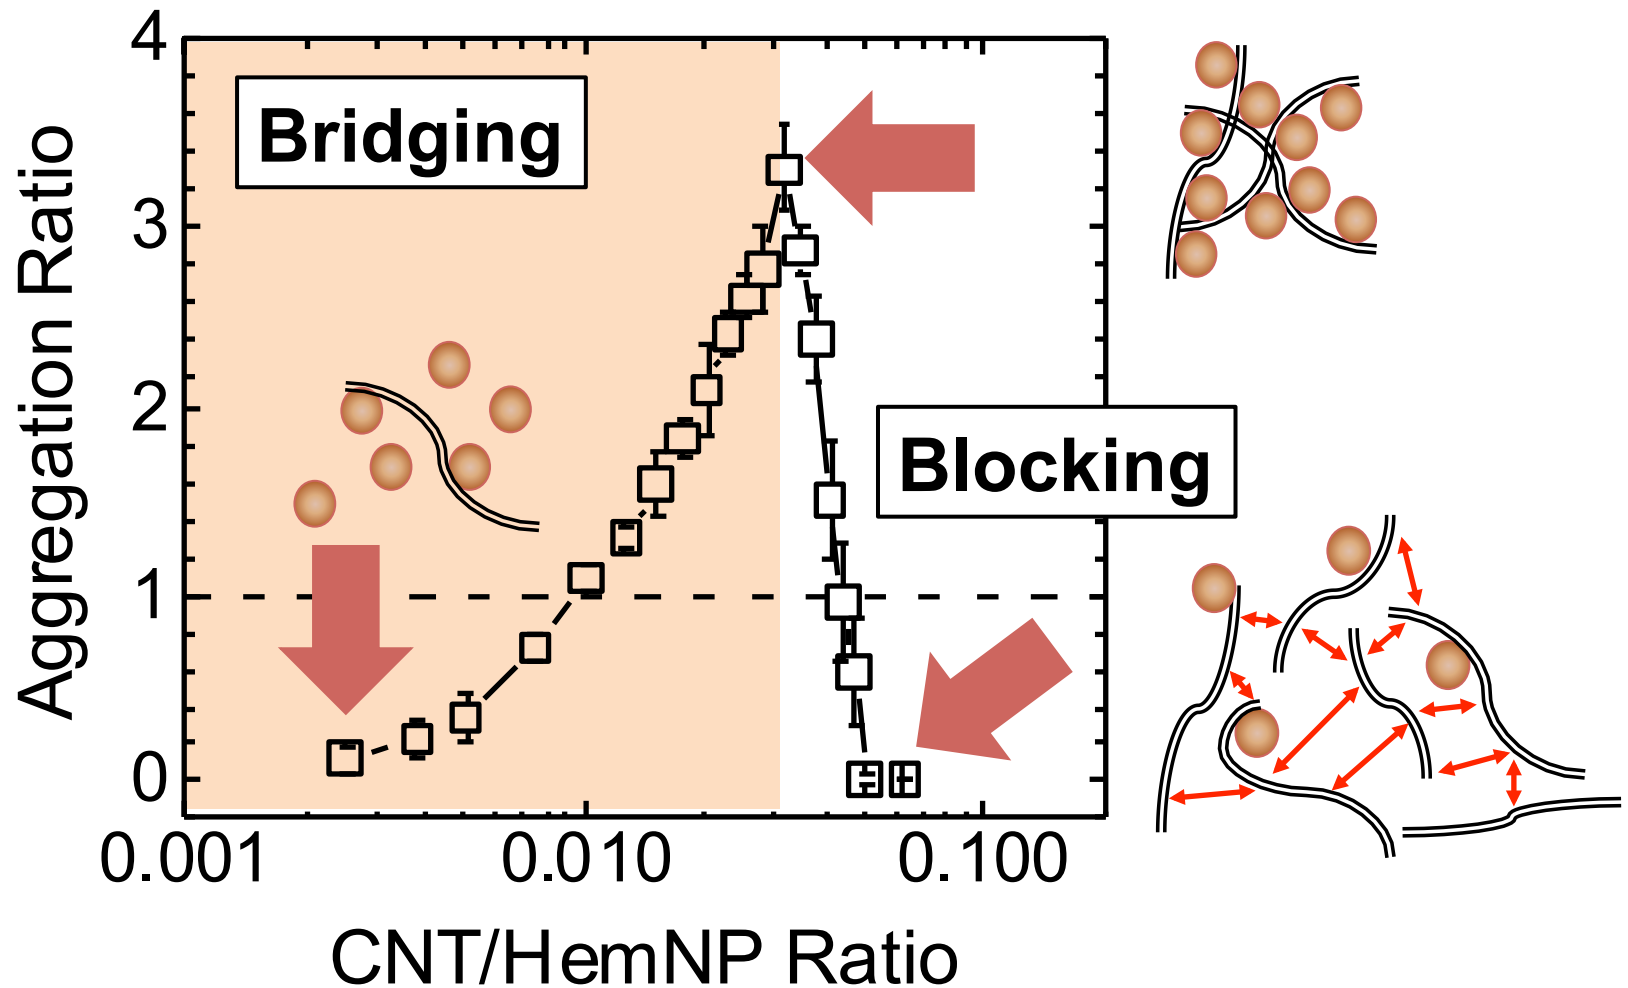 4
3
2
1
0
Aggregation Ratio
Bridging
Blocking
0.001
0.010
0.100
CNT/HemNP Ratio